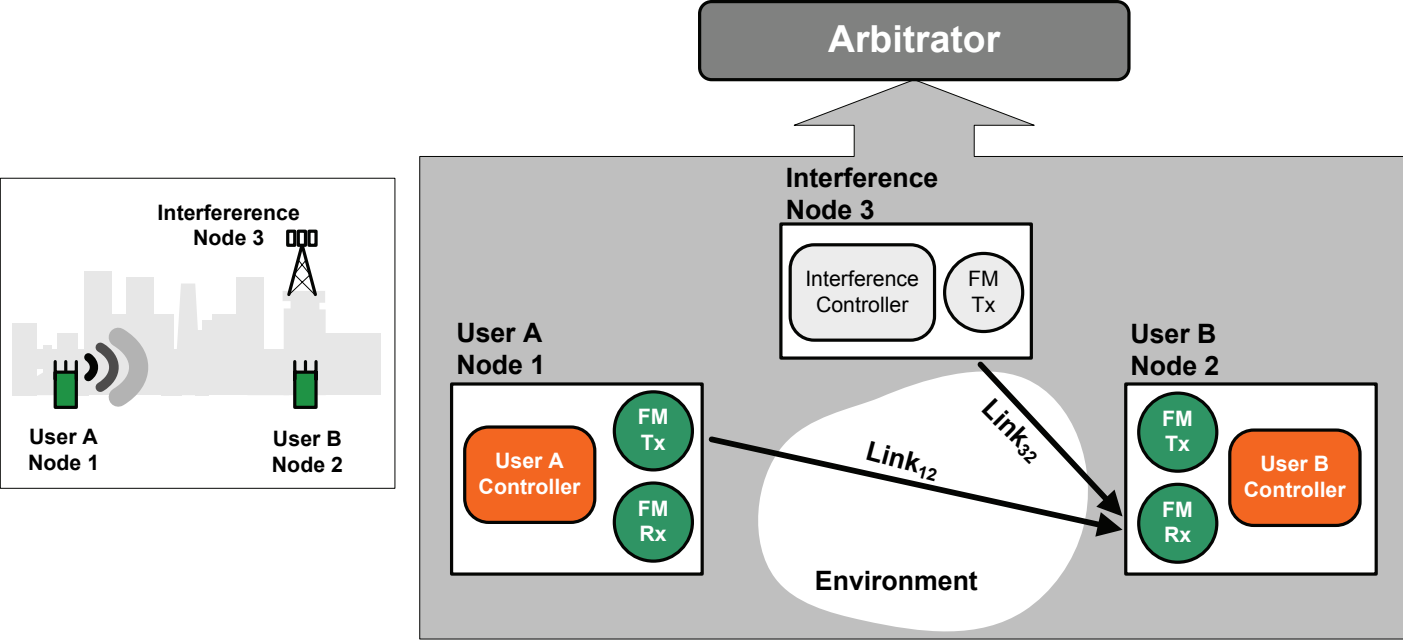 Arbitrator
Interfererence
Node 3
User A
Node 1
User B
Node 2
Interference
Node 3
Interference
Controller
FM
Tx
User A
Node 1
User A
Controller
FM
Tx
FM
Rx
Link12
Link32
Environment
User B
Node 2
FM
Tx
FM
Rx
User B
Controller